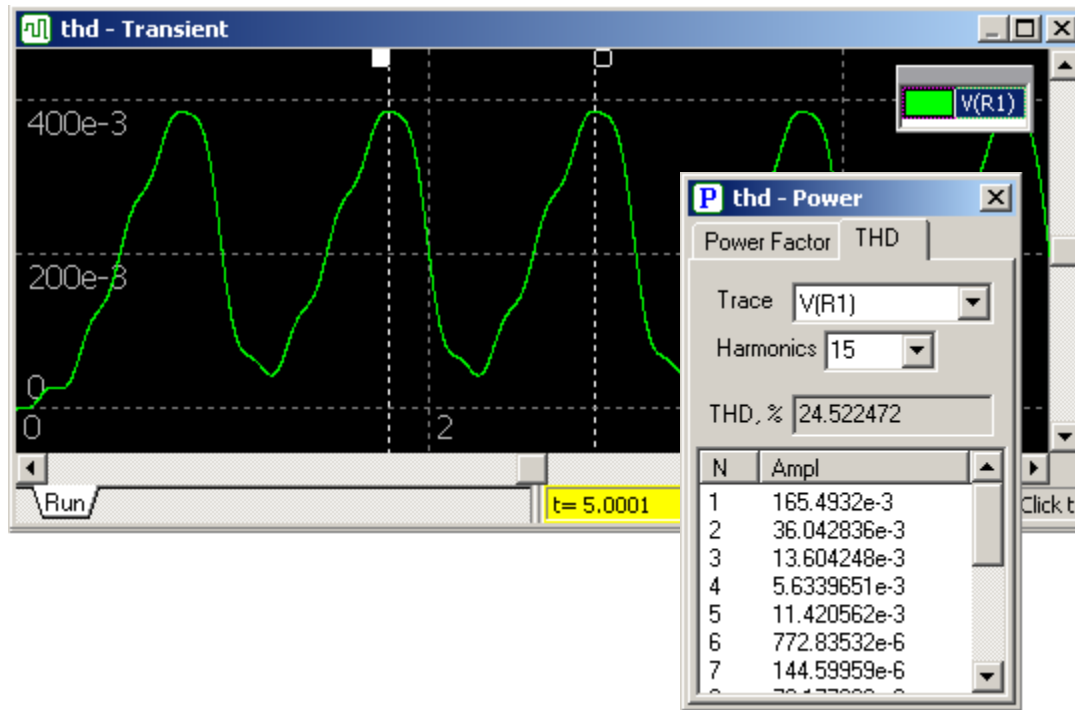 thd - Transient
400e-3
200e-3
0
0
2
V(R1)
Run
t= 5.0001
Click t
thd - Power
Power Factor
THD
Trace
V(R1)
Harmonics
15
THD, %
24.522472
N Ampl
1 165.4932e-3
2 36.042836e-3
3 13.604248e-3
4 5.6339651e-3
5 11.420562e-3
6 772.83532e-6
7 144.59959e-6